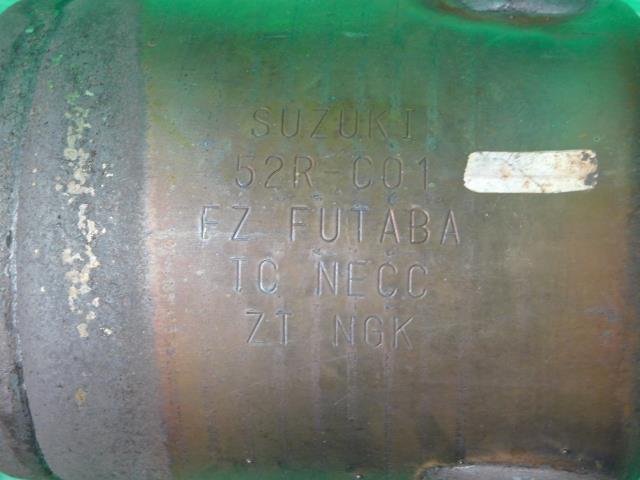 SUZUKI
52R-C01
FZ FUTABA
TC NECC
ZT NGK